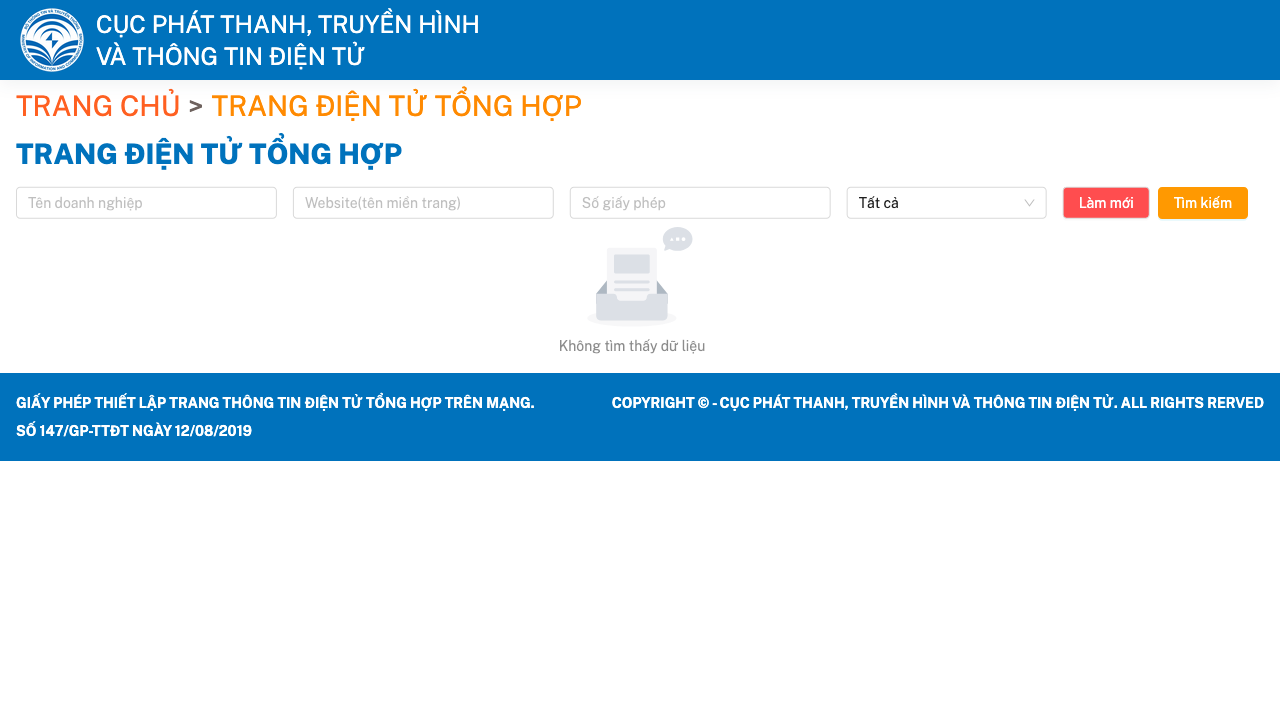 CỤC PHÁT THANH, TRUYỀN HÌNH
VÀ THÔNG TIN ĐIỆN TỬ
TRANG CHỦ > TRANG ĐIỆN TỬ TỔNG HỢP
TRANG ĐIỆN TỬ TỔNG HỢP
Tên doanh nghiệp
Website(tên miền trang)
Số giấy phép
Tất cả
Làm mới
Tìm kiếm
Không tìm thấy dữ liệu
GIẤY PHÉP THIẾT LẬP TRANG THÔNG TIN ĐIỆN TỬ TỔNG HỢP TRÊN MẠNG.
SỐ 147/GP-TTĐT NGÀY 12/08/2019
COPYRIGHT © - CỤC PHÁT THANH, TRUYỀN HÌNH VÀ THÔNG TIN ĐIỆN TỬ. ALL RIGHTS RERVED